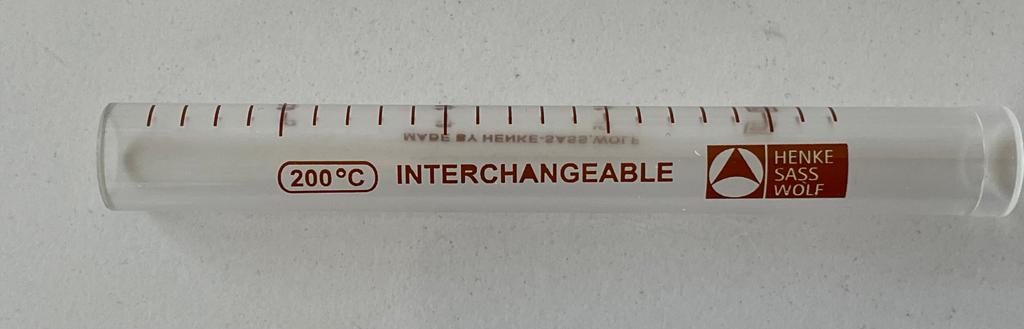 200°C INTERCHANGEABLE
HENKE
SASS
WOLF
MADE BY HENKE-SASS, WOLF